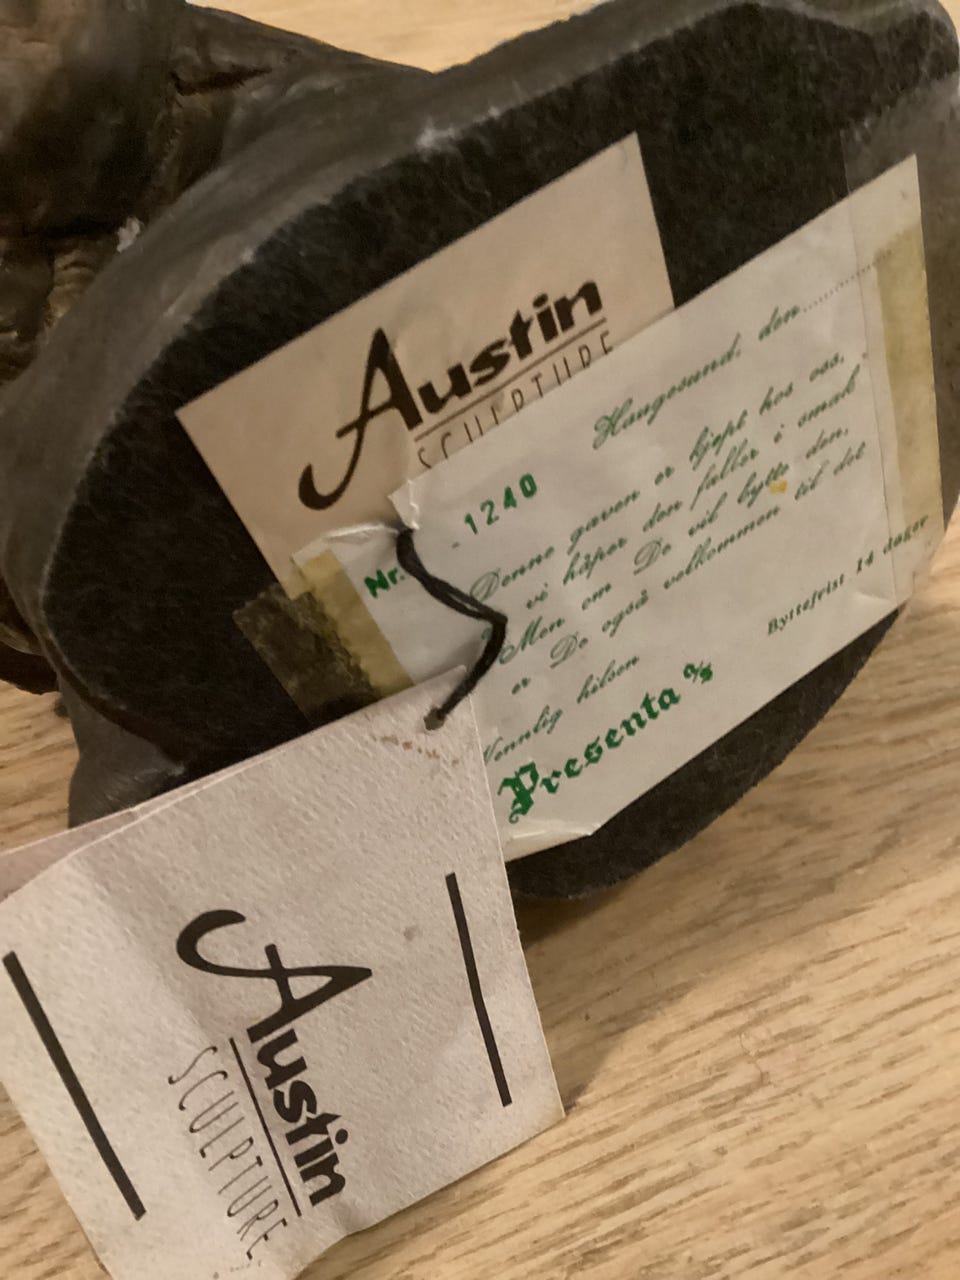 Austin
SCULPTURE
Nr. - 1240
Haugesund, den..............
Denne gaven er kjøpt hos oss,
vi håper den faller i smak
Men om De vil bytte den,
er De også velkommen til det
Byttefrist 14 dager
Vennlig hilsen
Presenta A/S
Austin
SCULPTURE